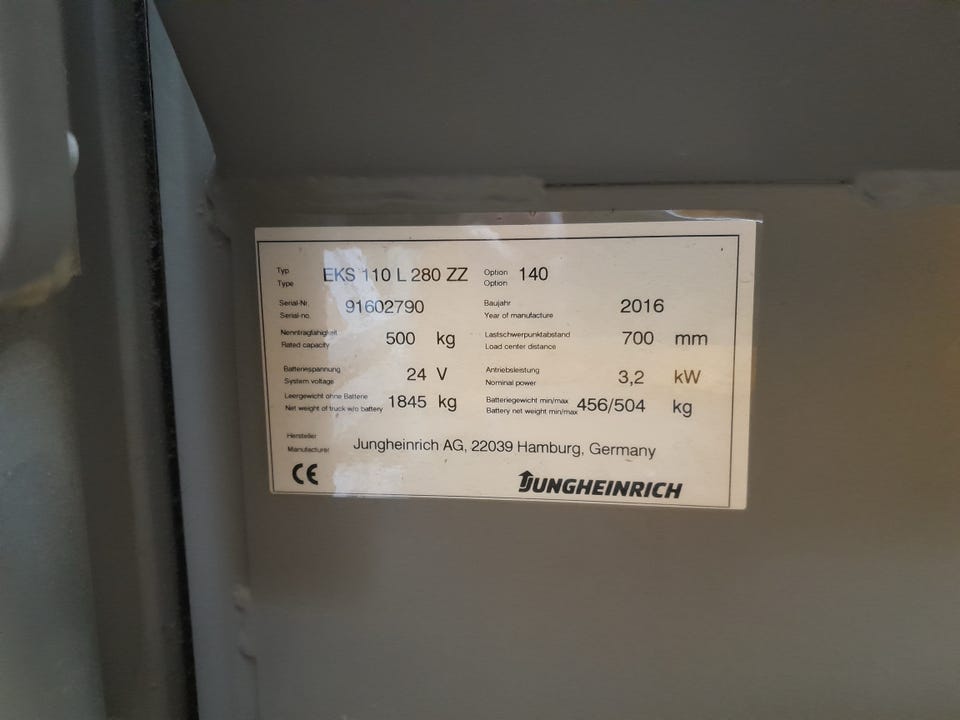 Typ EKS 110 L 280 ZZ Option 140
Type Option
Serial-Nr. 91602790 Baujahr 2016
Serial-no. Year of manufacture
Nenntragfähigkeit 500 kg Lastschwerpunktabstand 700 mm
Rated capacity Load center distance
Batteriespannung 24 V Antriebsleistung 3,2 kW
System voltage Nominal power
Leergewicht ohne Batterie 1845 kg Batteriegewicht min/max 456/504 kg
Net weight of truck w/o battery Battery net weight min/max
Hersteller Jungheinrich AG, 22039 Hamburg, Germany
Manufacturer
CE JUNGHEINRICH